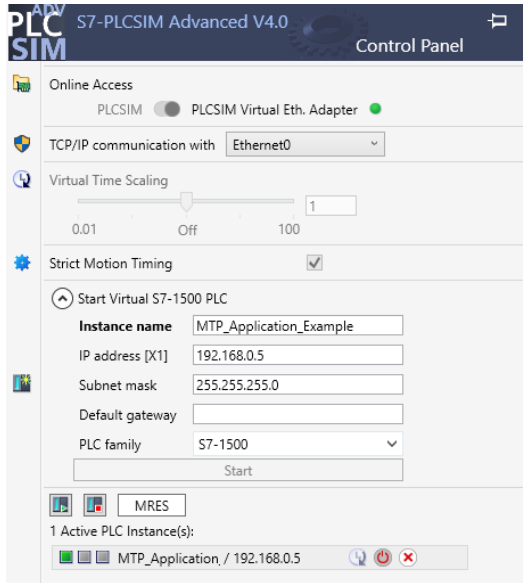 PLC ADV
SIM
S7-PLCSIM Advanced V4.0
Control Panel
Online Access
PLCSIM PLCSIM Virtual Eth. Adapter
TCP/IP communication with Ethernet0
Virtual Time Scaling
1
0.01 Off 100
Strict Motion Timing
Start Virtual S7-1500 PLC
Instance name MTP_Application_Example
IP address [X1] 192.168.0.5
Subnet mask 255.255.255.0
Default gateway
PLC family S7-1500
Start
MRES
1 Active PLC Instance(s):
MTP_Application_/ 192.168.0.5